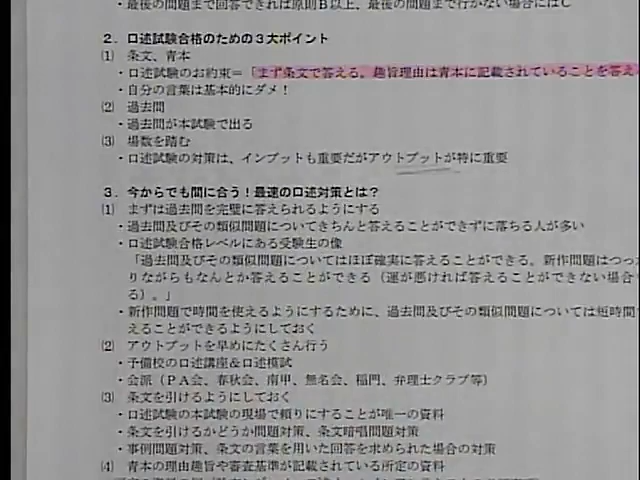 ・最後の問題まで回答できれば原則B以上、最後の問題まで行かない場合にはC
2．口述試験合格のための3大ポイント
(1) 条文、青本
・口述試験のお約束＝「まず条文で答える、趣旨理由は青本に記載されていることを答え
・自分の言葉は基本的にダメ！
(2) 過去問
・過去問が本試験で出る
(3) 場数を踏む
・口述試験の対策は、インプットも重要だがアウトプットが特に重要
3．今からでも間に合う！最速の口述対策とは？
(1) まずは過去問を完璧に答えられるようにする
・過去問及びその類似問題についてきちんと答えることができずに落ちる人が多い
・口述試験合格レベルにある受験生の像
「過去問及びその類似問題についてはほぼ確実に答えることができる。新作問題はつっか
りながらもなんとか答えることができる（運が悪ければ答えることができない場合
る）。」
・新作問題で時間を使えるようにするために、過去問及びその類似問題については短時間
えることができるようにしておく
(2) アウトプットを早めにたくさん行う
・予備校の口述講座＆口述模試
・会派（PA会、春秋会、南甲、無名会、稲門、弁理士クラブ等）
(3) 条文を引けるようにしておく
・口述試験の本試験の現場で頼りにすることが唯一の資料
・条文を引けるかどうか問題対策、条文暗唱問題対策
・事例問題対策、条文の言葉を用いた回答を求められた場合の対策
(4) 青本の理由趣旨や審査基準が記載されている所定の資料